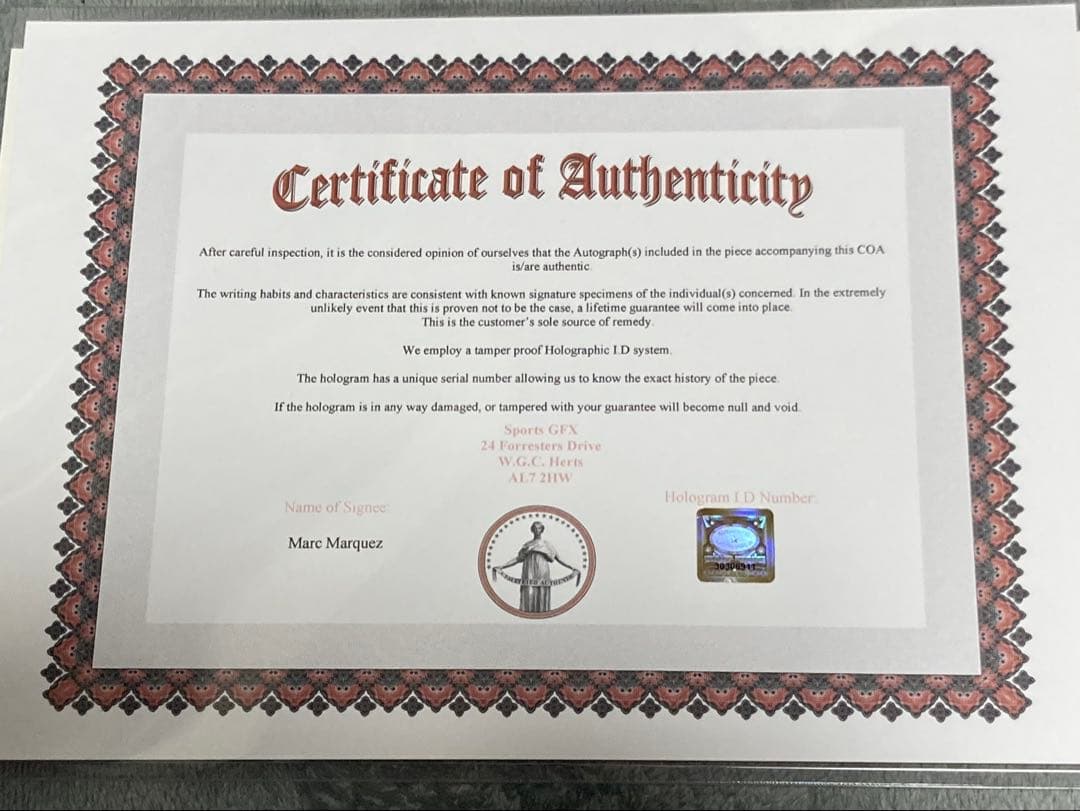 Certificate of Authenticity
After careful inspection, it is the considered opinion of ourselves that the Autograph(s) included in the piece accompanying this COA
is/are authentic.
The writing habits and characteristics are consistent with known signature specimens of the individual(s) concerned. In the extremely
unlikely event that this is proven not to be the case, a lifetime guarantee will come into place.
This is the customer's sole source of remedy.
We employ a tamper proof Holographic I.D system.
The hologram has a unique serial number allowing us to know the exact history of the piece.
If the hologram is in any way damaged, or tampered with your guarantee will become null and void.
Sports GFX
24 Forresters Drive
W.G.C. Herts
AL7 2HW
Name of Signee:
Hologram I.D Number:
Marc Marquez